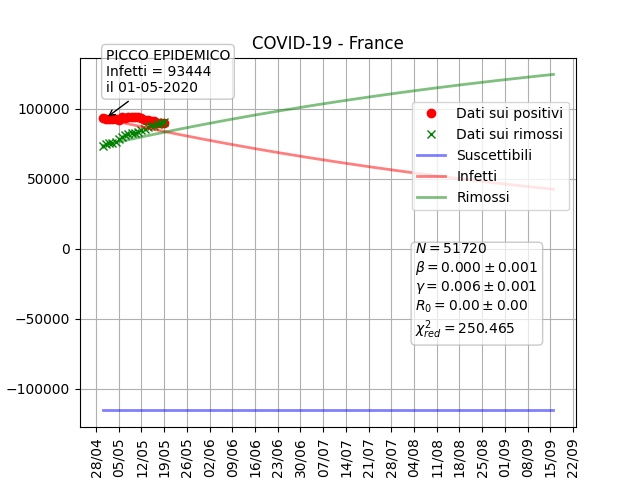 COVID-19 - France
PICCO EPIDEMICO
Infetti = 93444
il 01-05-2020
100000
50000
0
−50000
−100000
Dati sui positivi
Dati sui rimossi
Suscettibili
Infetti
Rimossi
N = 51720
β = 0.000 ± 0.001
γ = 0.006 ± 0.001
R₀ = 0.00 ± 0.00
χ²red = 250.465
28/04
05/05
12/05
19/05
26/05
02/06
09/06
16/06
23/06
30/06
07/07
14/07
21/07
28/07
04/08
11/08
18/08
25/08
01/09
08/09
15/09
22/09